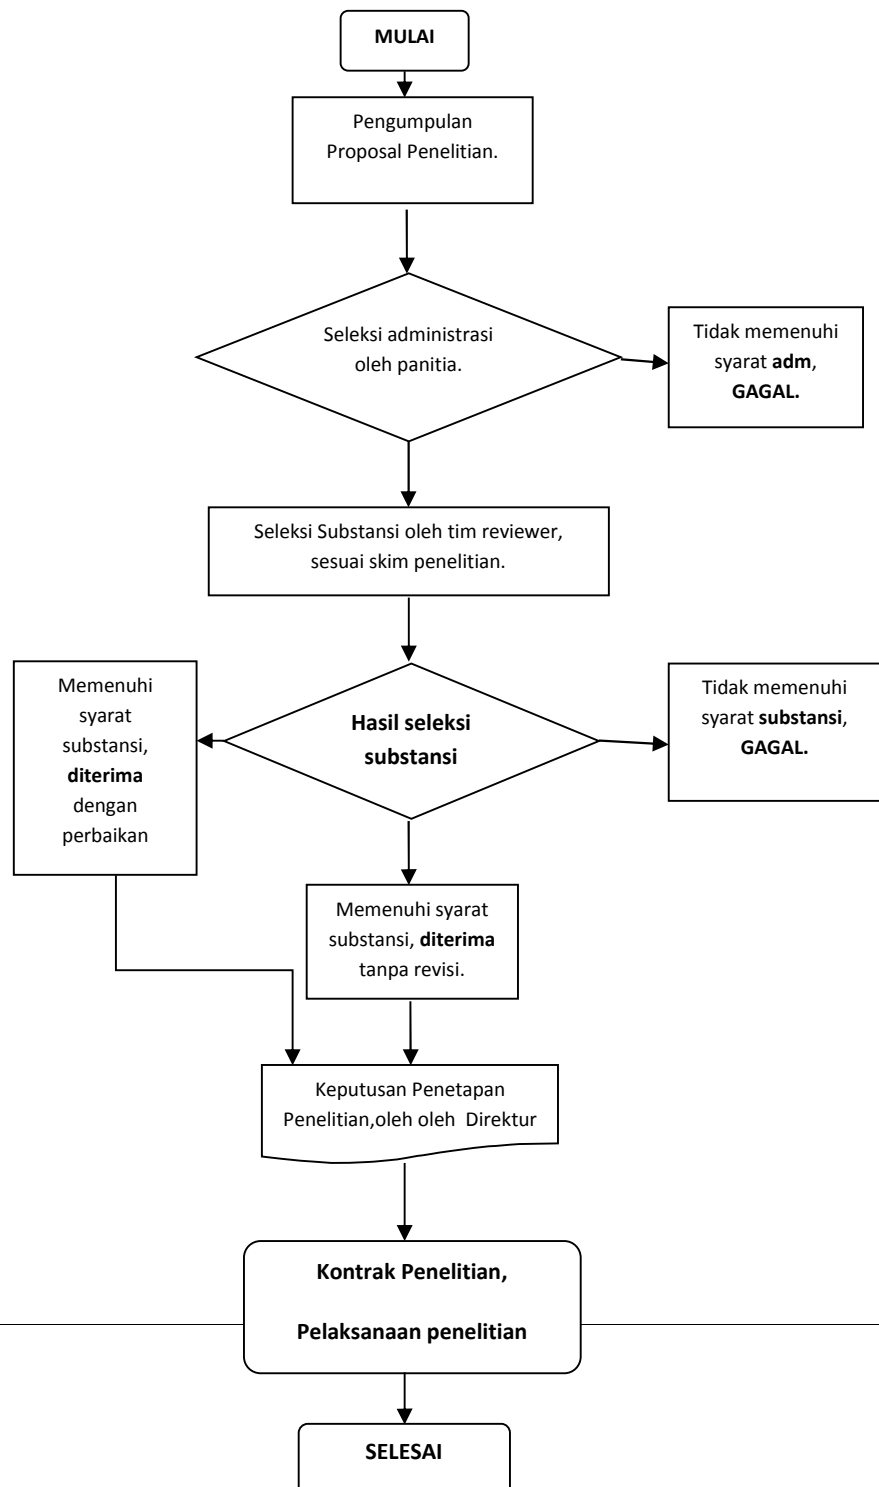 MULAI
Pengumpulan
Proposal Penelitian.
Seleksi administrasi
oleh panitia.
Tidak memenuhi
syarat adm,
GAGAL.
Seleksi Substansi oleh tim reviewer,
sesuai skim penelitian.
Memenuhi
syarat
substansi,
diterima
dengan
perbaikan
Hasil seleksi
substansi
Tidak memenuhi
syarat substansi,
GAGAL.
Memenuhi syarat
substansi, diterima
tanpa revisi.
Keputusan Penetapan
Penelitian,oleh oleh  Direktur
Kontrak Penelitian,
Pelaksanaan penelitian
SELESAI